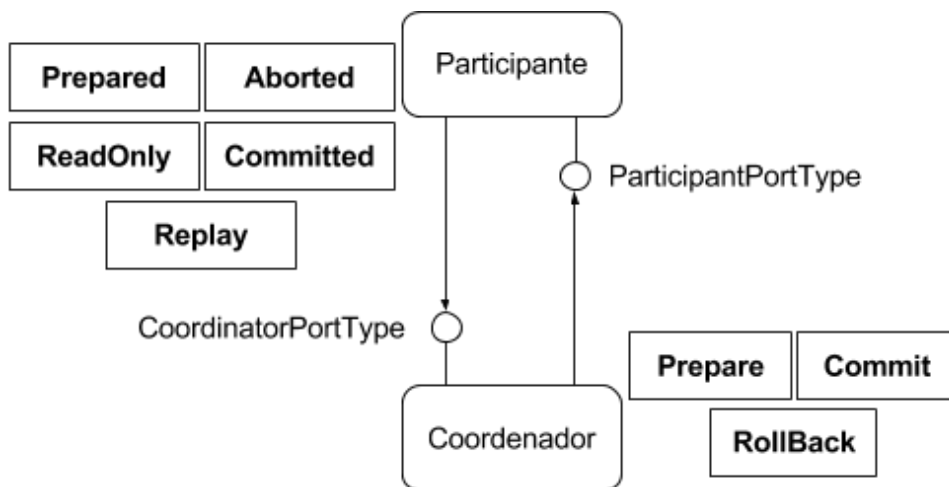 Participante
Prepared Aborted
ReadOnly Committed
Replay
ParticipantPortType
CoordinatorPortType
Prepare Commit
RollBack
Coordenador